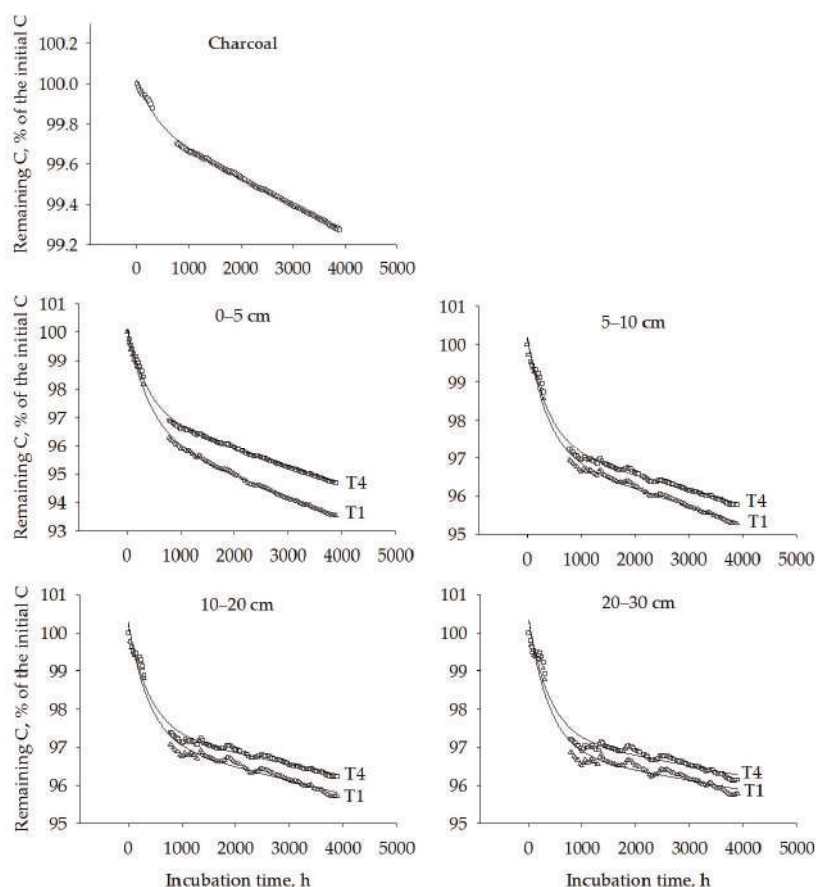 Charcoal
Remaining C, % of the initial C
100.2
100.0
99.8
99.6
99.4
99.2
0 1000 2000 3000 4000 5000
0–5 cm
Remaining C, % of the initial C
101
100
99
98
97
96
95
94
93
T4
T1
0 1000 2000 3000 4000 5000
5–10 cm
101
100
99
98
97
96
95
T4
T1
0 1000 2000 3000 4000 5000
10–20 cm
Remaining C, % of the initial C
101
100
99
98
97
96
95
T4
T1
0 1000 2000 3000 4000 5000
Incubation time, h
20–30 cm
101
100
99
98
97
96
95
T4
T1
0 1000 2000 3000 4000 5000
Incubation time, h